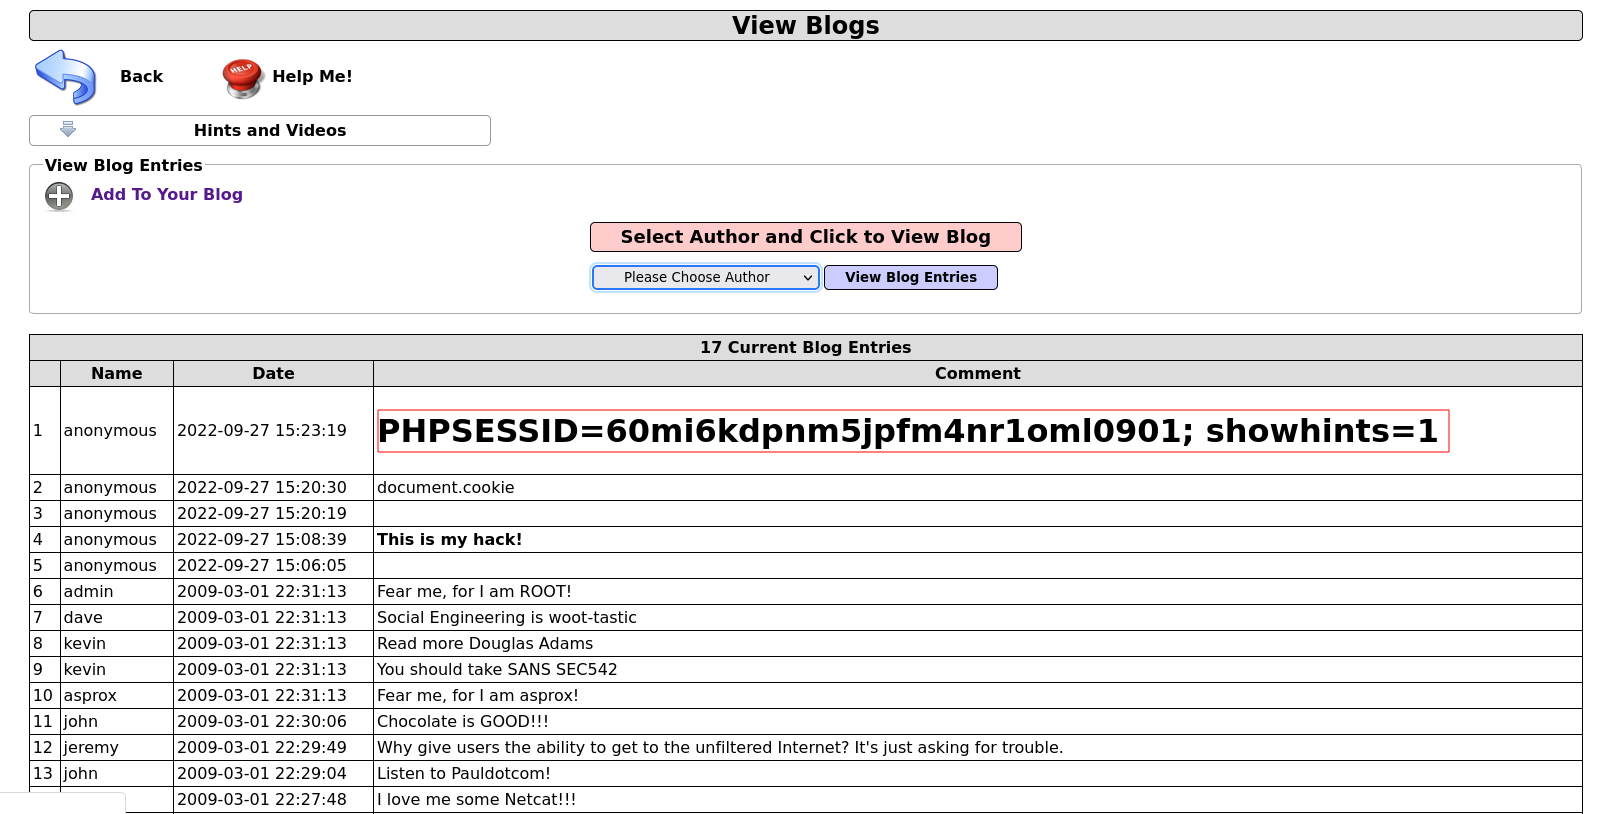 View Blogs
Back Help Me!
HELP
Hints and Videos
View Blog Entries
Add To Your Blog
Select Author and Click to View Blog
Please Choose Author View Blog Entries
17 Current Blog Entries
Name Date Comment
1 anonymous 2022-09-27 15:23:19 PHPSESSID=60mi6kdpnm5jpfm4nr1oml0901; showhints=1
2 anonymous 2022-09-27 15:20:30 document.cookie
3 anonymous 2022-09-27 15:20:19
4 anonymous 2022-09-27 15:08:39 This is my hack!
5 anonymous 2022-09-27 15:06:05
6 admin 2009-03-01 22:31:13 Fear me, for I am ROOT!
7 dave 2009-03-01 22:31:13 Social Engineering is woot-tastic
8 kevin 2009-03-01 22:31:13 Read more Douglas Adams
9 kevin 2009-03-01 22:31:13 You should take SANS SEC542
10 asprox 2009-03-01 22:31:13 Fear me, for I am asprox!
11 john 2009-03-01 22:30:06 Chocolate is GOOD!!!
12 jeremy 2009-03-01 22:29:49 Why give users the ability to get to the unfiltered Internet? It's just asking for trouble.
13 john 2009-03-01 22:29:04 Listen to Pauldotcom!
2009-03-01 22:27:48 I love me some Netcat!!!